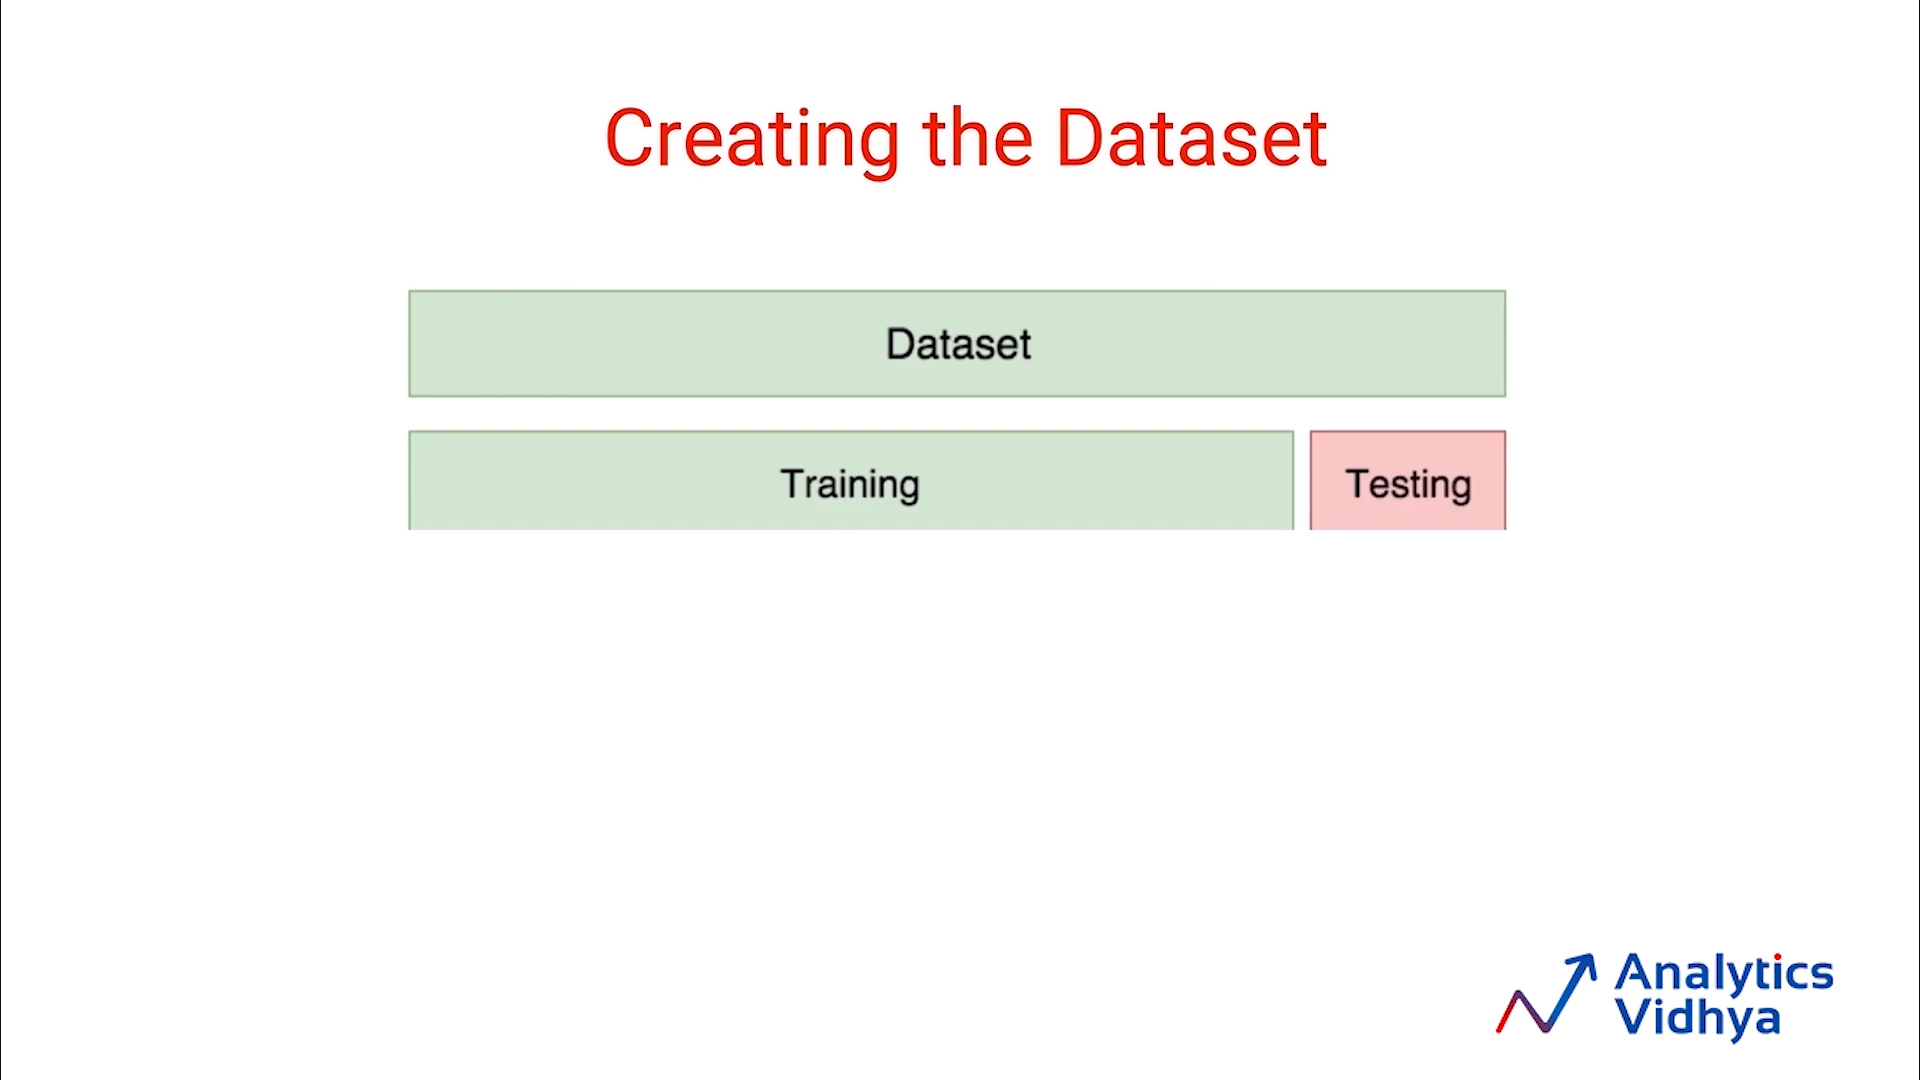 Creating the Dataset
Dataset
Training Testing
Analytics
Vidhya